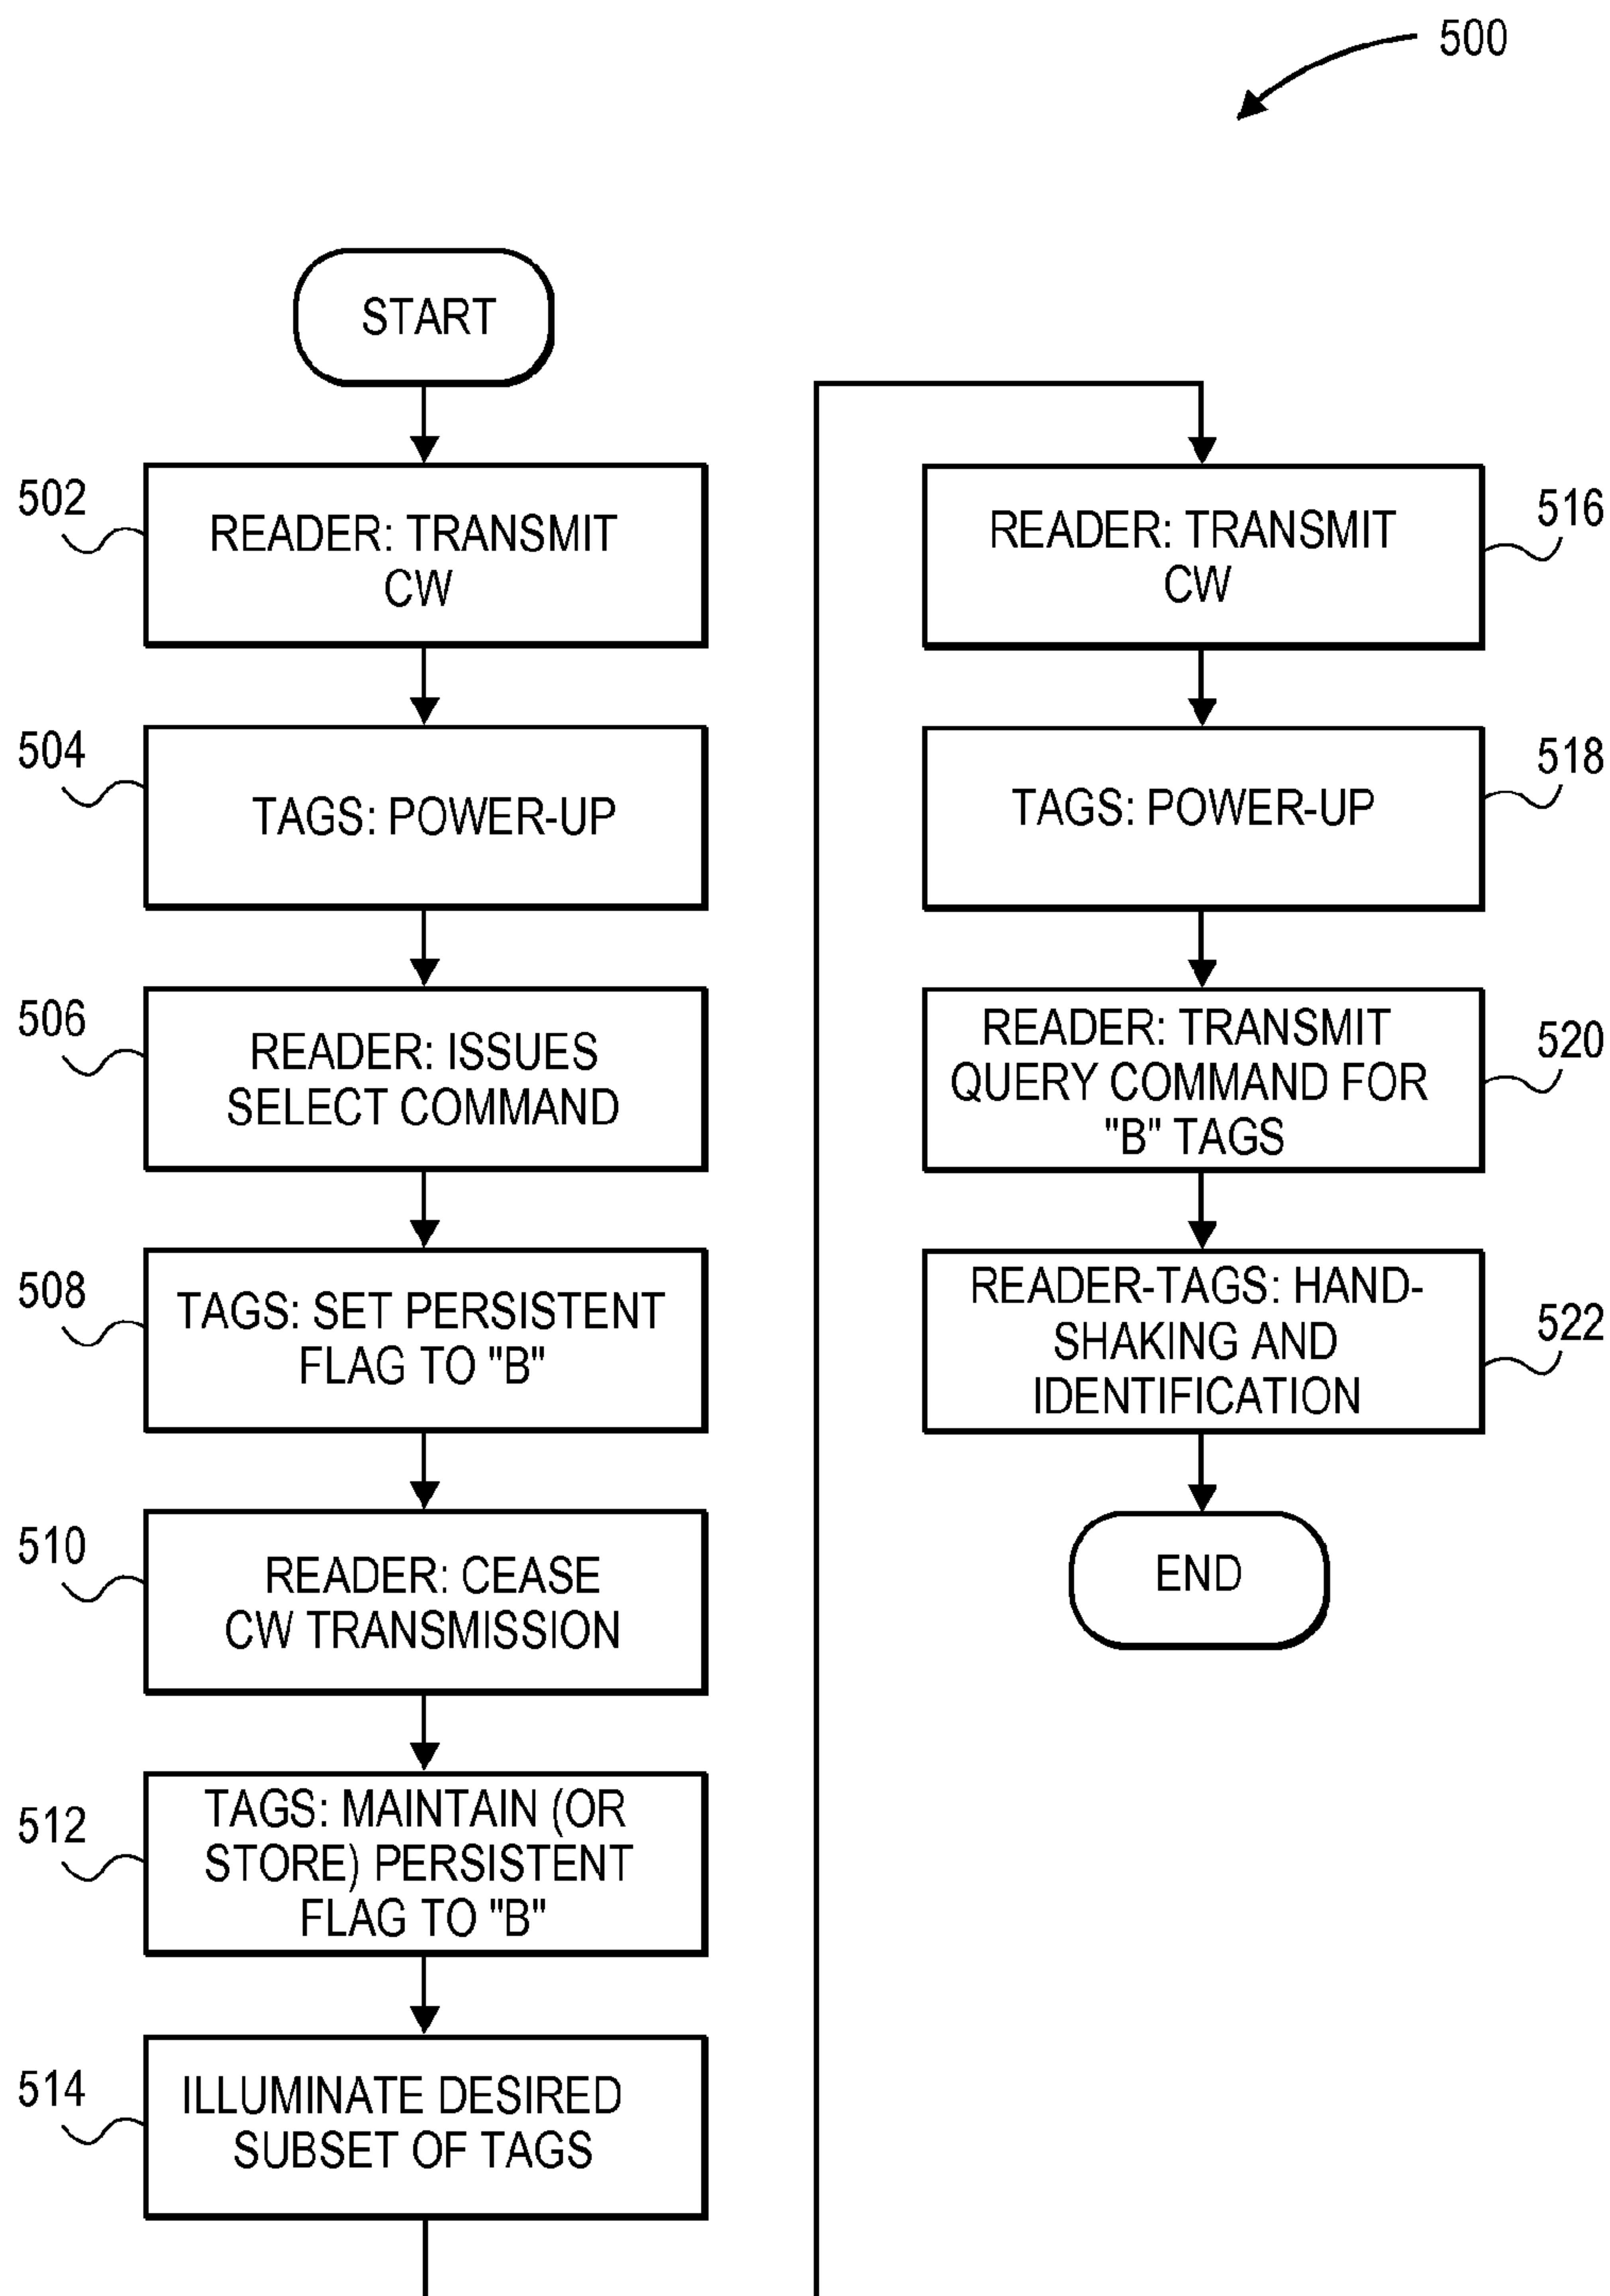 500
START
502
READER: TRANSMIT
CW
504
TAGS: POWER-UP
506
READER: ISSUES
SELECT COMMAND
508
TAGS: SET PERSISTENT
FLAG TO "B"
510
READER: CEASE
CW TRANSMISSION
512
TAGS: MAINTAIN (OR
STORE) PERSISTENT
FLAG TO "B"
514
ILLUMINATE DESIRED
SUBSET OF TAGS
516
READER: TRANSMIT
CW
518
TAGS: POWER-UP
520
READER: TRANSMIT
QUERY COMMAND FOR
"B" TAGS
522
READER-TAGS: HAND-
SHAKING AND
IDENTIFICATION
END